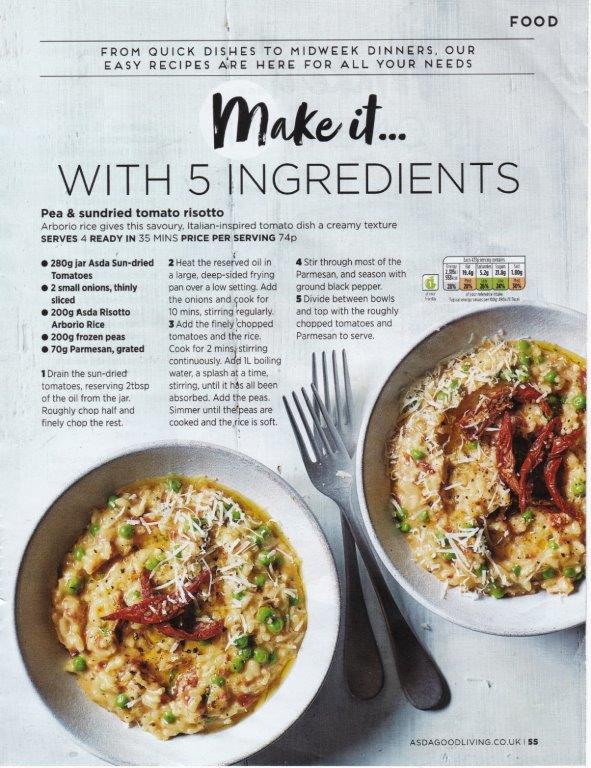 FOOD
FROM QUICK DISHES TO MIDWEEK DINNERS, OUR
EASY RECIPES ARE HERE FOR ALL YOUR NEEDS
Make it...
WITH 5 INGREDIENTS
Pea & sundried tomato risotto
Arborio rice gives this savoury, Italian-inspired tomato dish a creamy texture
SERVES 4 READY IN 35 MINS PRICE PER SERVING 74p
● 280g jar Asda Sun-dried
Tomatoes
● 2 small onions, thinly
sliced
● 200g Asda Risotto
Arborio Rice
● 200g frozen peas
● 70g Parmesan, grated
1 Drain the sun-dried
tomatoes, reserving 2tbsp
of the oil from the jar.
Roughly chop half and
finely chop the rest.
2 Heat the reserved oil in
a large, deep-sided frying
pan over a low setting. Add
the onions and cook for
10 mins, stirring regularly.
3 Add the finely chopped
tomatoes and the rice.
Cook for 2 mins, stirring
continuously. Add 1L boiling
water, a splash at a time,
stirring, until it has all been
absorbed. Add the peas.
Simmer until the peas are
cooked and the rice is soft.
4 Stir through most of the
Parmesan, and season with
ground black pepper.
5 Divide between bowls
and top with the roughly
chopped tomatoes and
Parmesan to serve.
Energy Fat Saturates Sugars Salt
19.4g 5.2g
ASDAGOODLIVING.CO.UK | 55